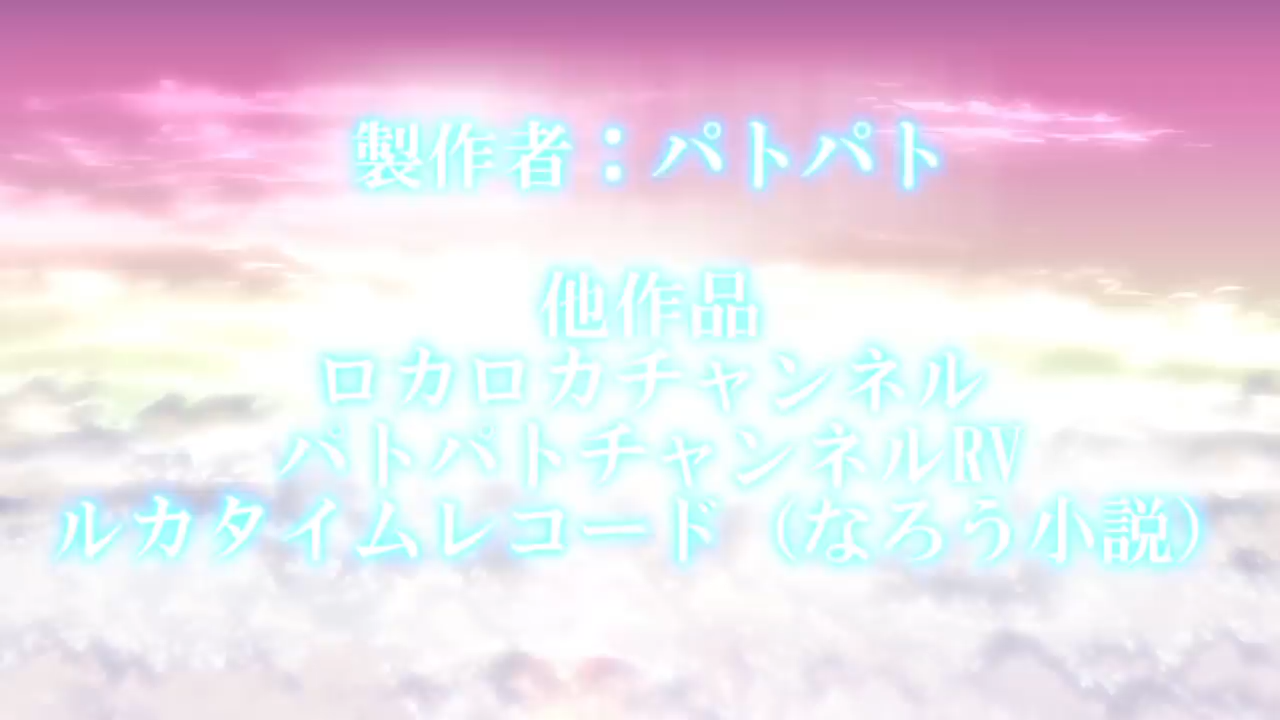 製作者：パトパト
他作品
ロカロカチャンネル
パトパトチャンネルRV
ルカタイムレコード（なろう小説）